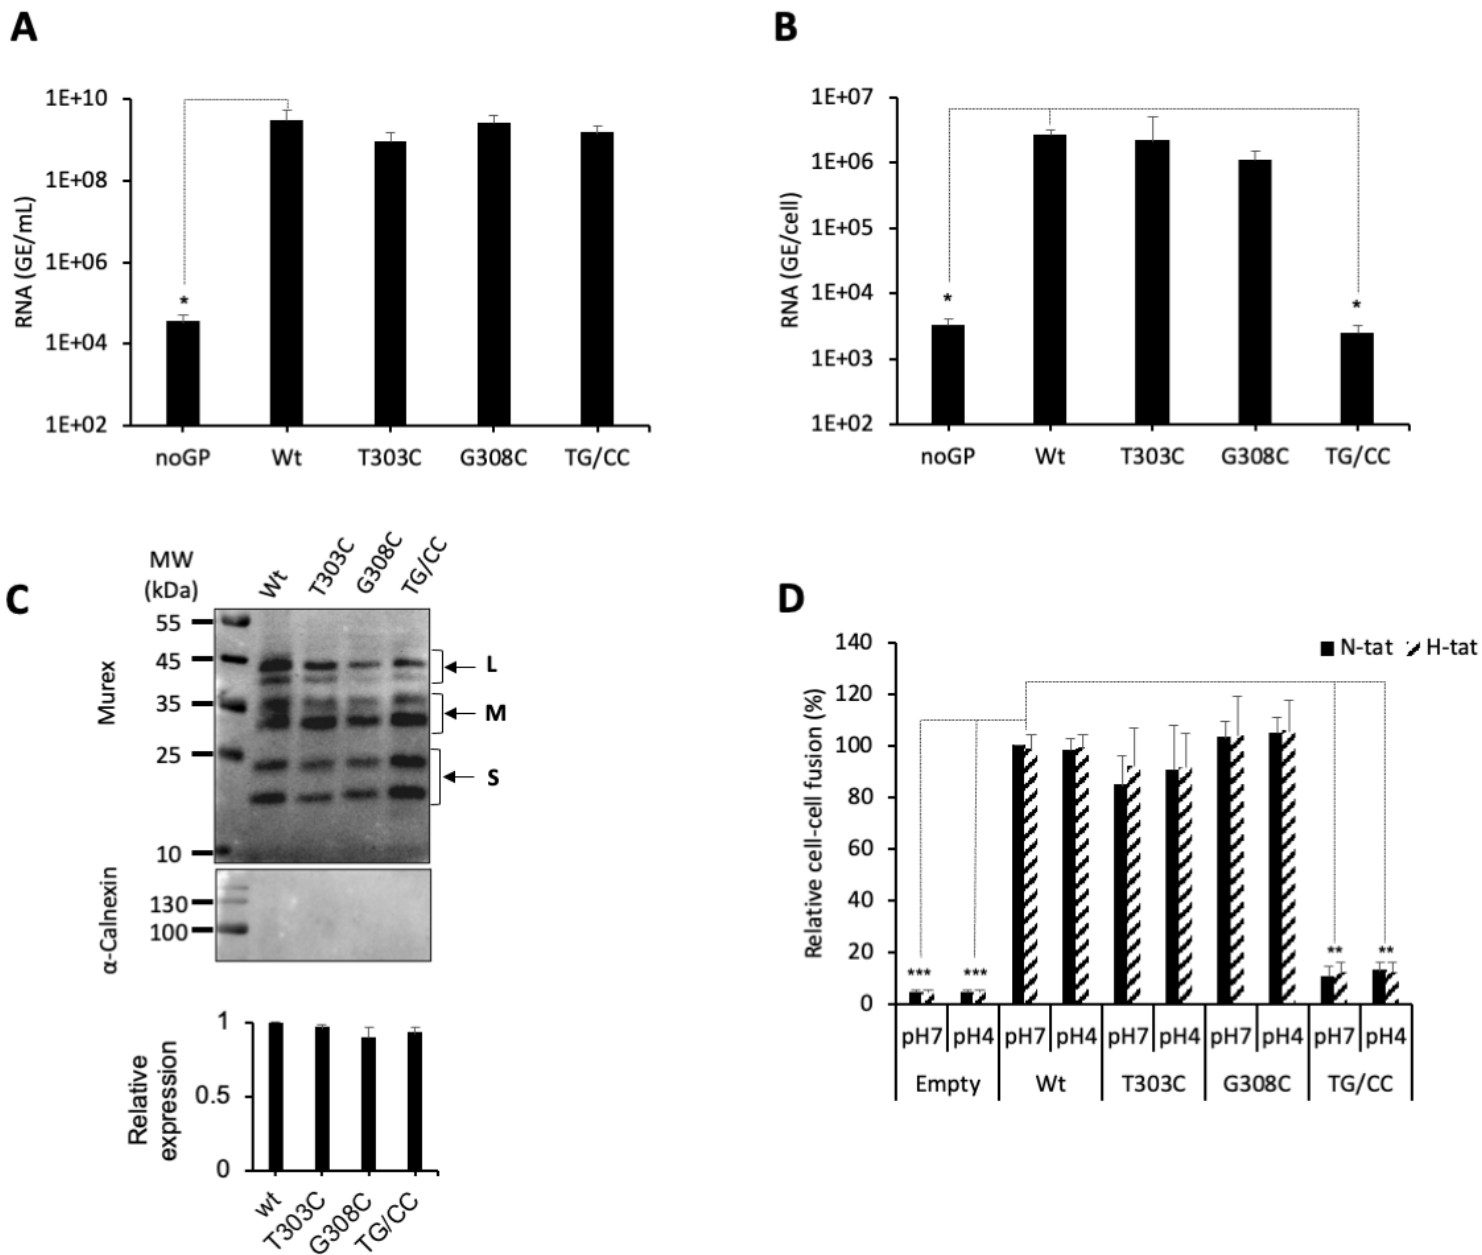 A
RNA (GE/mL)
1E+10
1E+08
1E+06
1E+04
1E+02
*
noGP Wt T303C G308C TG/CC
B
RNA (GE/cell)
1E+07
1E+06
1E+05
1E+04
1E+03
1E+02
* *
noGP Wt T303C G308C TG/CC
C
MW
(kDa)
Wt T303C G308C TG/CC
Murex
55
45
35
25
10
L
M
S
α-Calnexin
130
100
Relative
expression
1
0.5
0
wt T303C G308C TG/CC
D
N-tat H-tat
Relative cell-cell fusion (%)
140
120
100
80
60
40
20
0
*** *** ** **
pH7 pH4 pH7 pH4 pH7 pH4 pH7 pH4 pH7 pH4
Empty Wt T303C G308C TG/CC